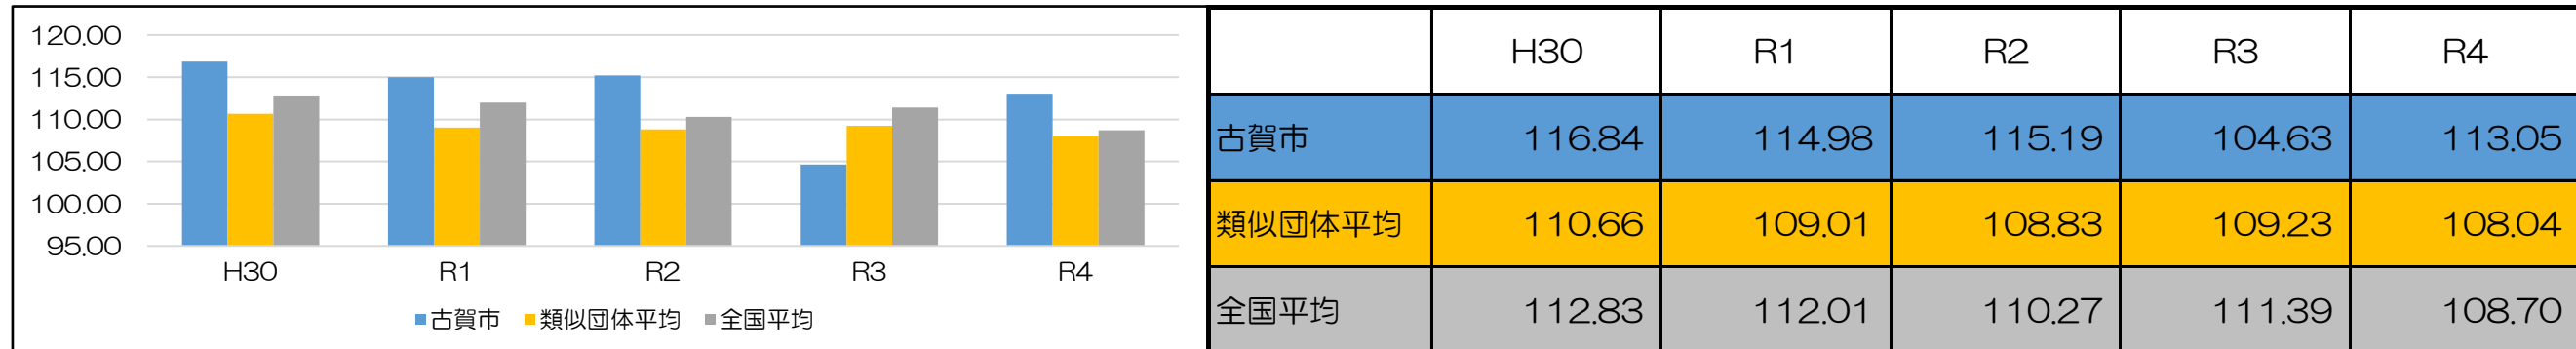 120.00
115.00
110.00
105.00
100.00
95.00
H30 R1 R2 R3 R4
古賀市 類似団体平均 全国平均
H30 R1 R2 R3 R4
古賀市 116.84 114.98 115.19 104.63 113.05
類似団体平均 110.66 109.01 108.83 109.23 108.04
全国平均 112.83 112.01 110.27 111.39 108.70